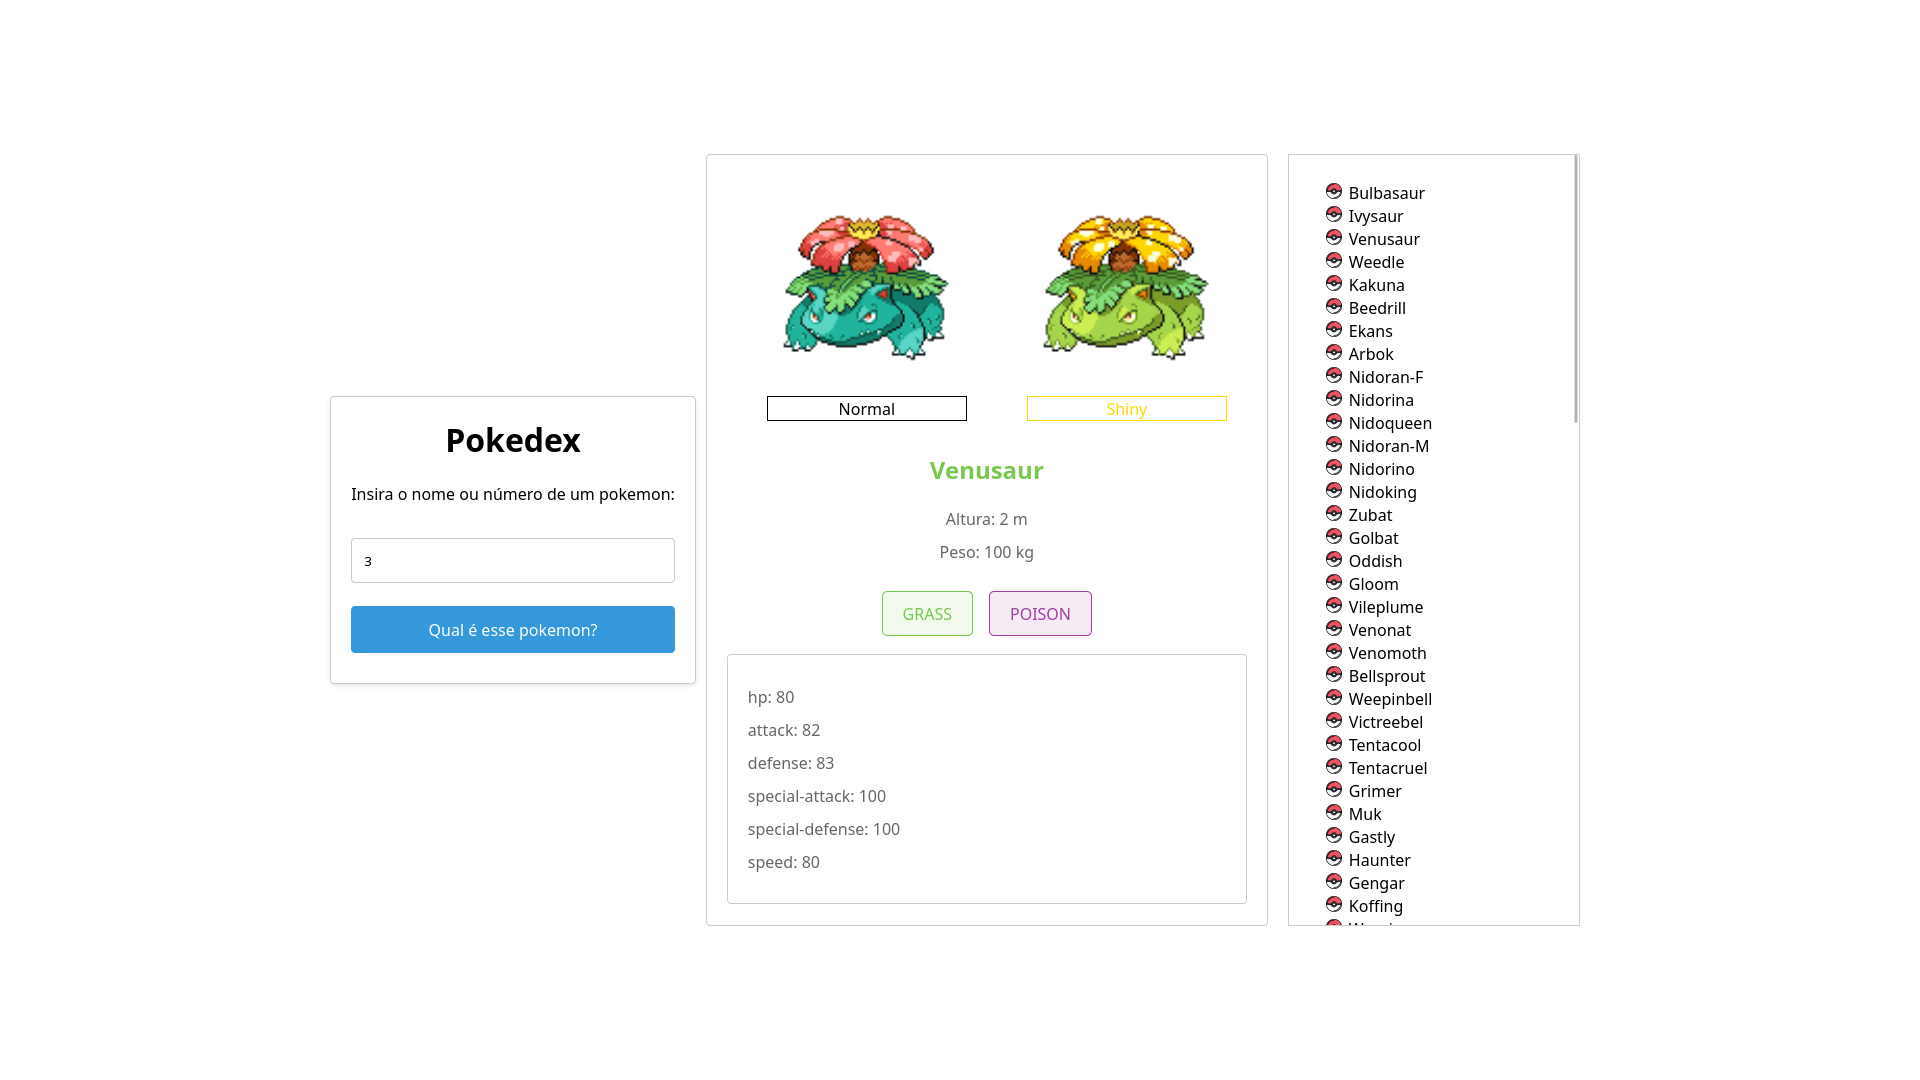 Pokedex
Insira o nome ou número de um pokemon:
3
Qual é esse pokemon?
Normal
Shiny
Venusaur
Altura: 2 m
Peso: 100 kg
GRASS
POISON
hp: 80
attack: 82
defense: 83
special-attack: 100
special-defense: 100
speed: 80
Bulbasaur
Ivysaur
Venusaur
Weedle
Kakuna
Beedrill
Ekans
Arbok
Nidoran-F
Nidorina
Nidoqueen
Nidoran-M
Nidorino
Nidoking
Zubat
Golbat
Oddish
Gloom
Vileplume
Venonat
Venomoth
Bellsprout
Weepinbell
Victreebel
Tentacool
Tentacruel
Grimer
Muk
Gastly
Haunter
Gengar
Koffing